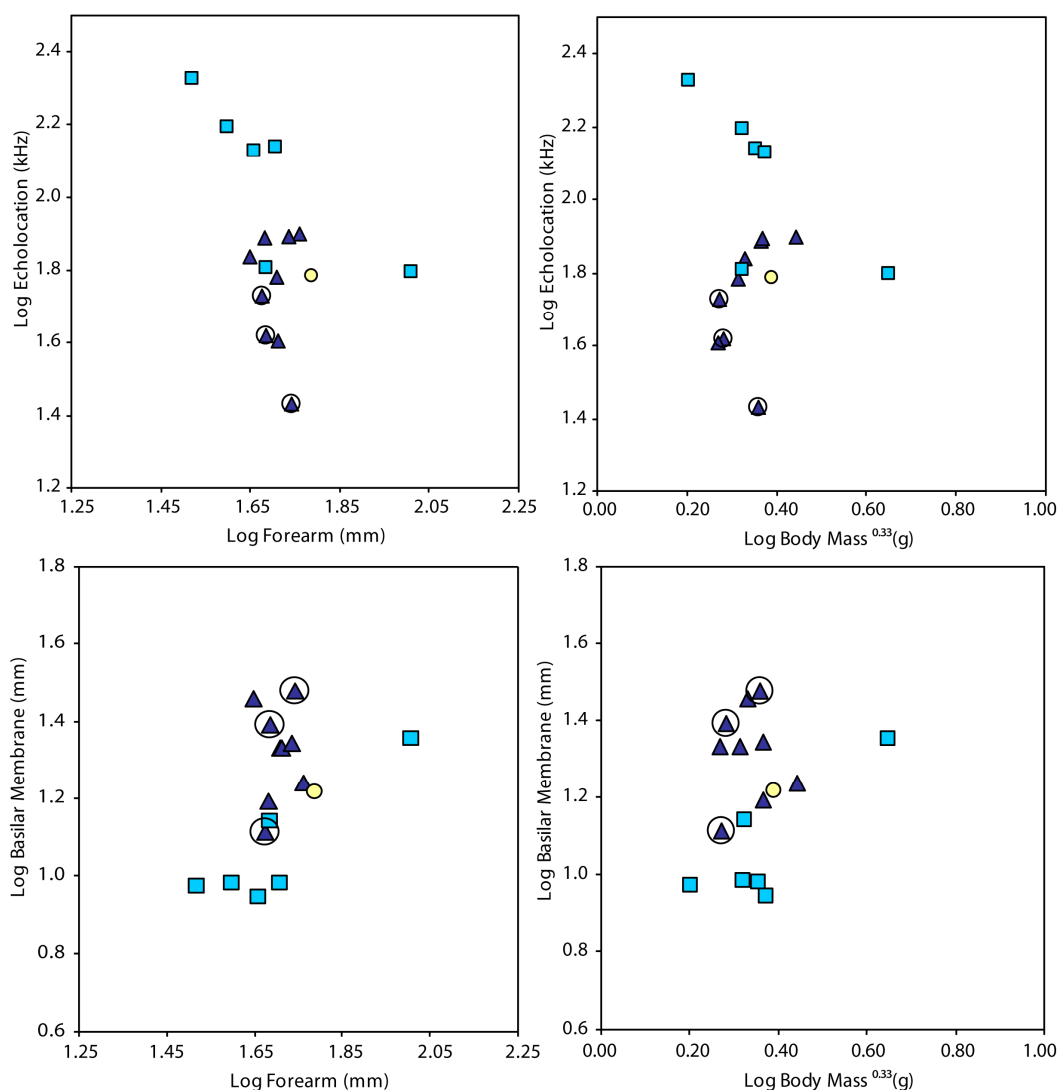 Log Echolocation (kHz)
2.4
2.2
2.0
1.8
1.6
1.4
1.2
1.25 1.45 1.65 1.85 2.05 2.25
Log Forearm (mm)
Log Echolocation (kHz)
2.4
2.2
2.0
1.8
1.6
1.4
1.2
0.00 0.20 0.40 0.60 0.80 1.00
Log Body Mass 0.33(g)
Log Basilar Membrane (mm)
1.8
1.6
1.4
1.2
1.0
0.8
0.6
1.25 1.45 1.65 1.85 2.05 2.25
Log Forearm (mm)
Log Basilar Membrane (mm)
1.8
1.6
1.4
1.2
1.0
0.8
0.6
0.00 0.20 0.40 0.60 0.80 1.00
Log Body Mass 0.33(g)